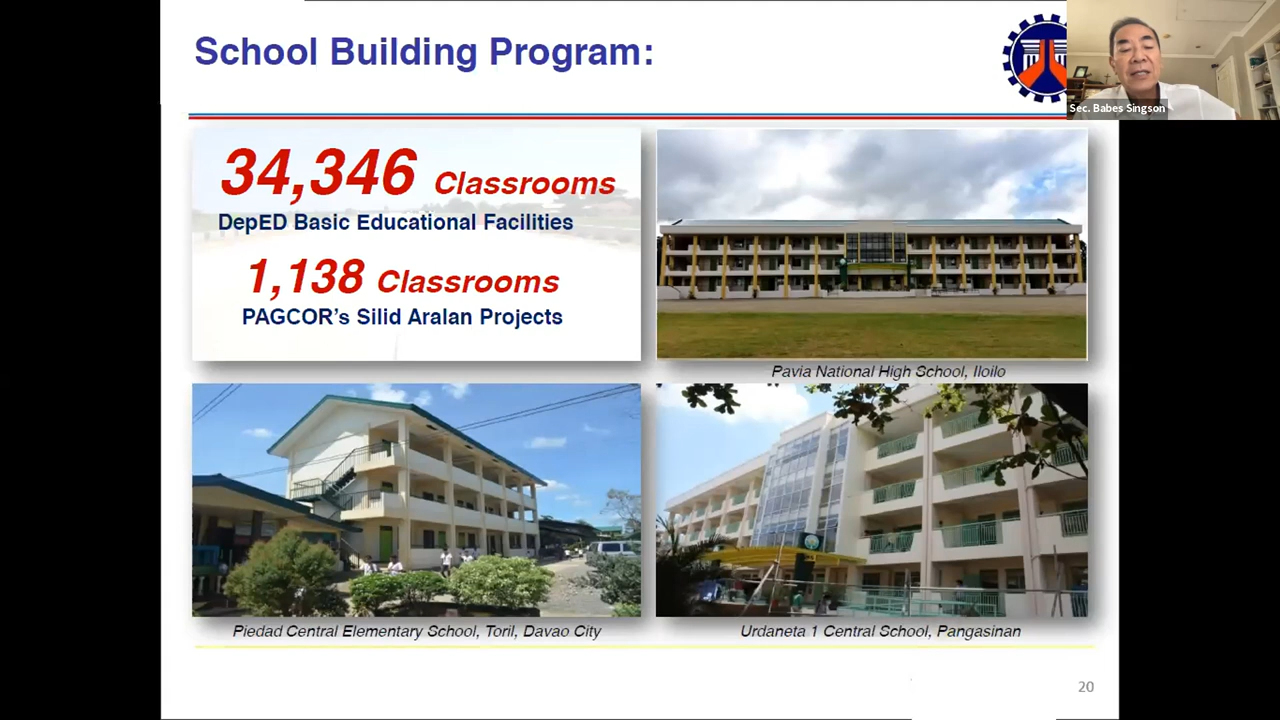 School Building Program:
Sec. Babes Singson
34,346 Classrooms
DepED Basic Educational Facilities
1,138 Classrooms
PAGCOR's Silid Aralan Projects
Pavia National High School, Iloilo
Piedad Central Elementary School, Toril, Davao City
Urdaneta 1 Central School, Pangasinan
20